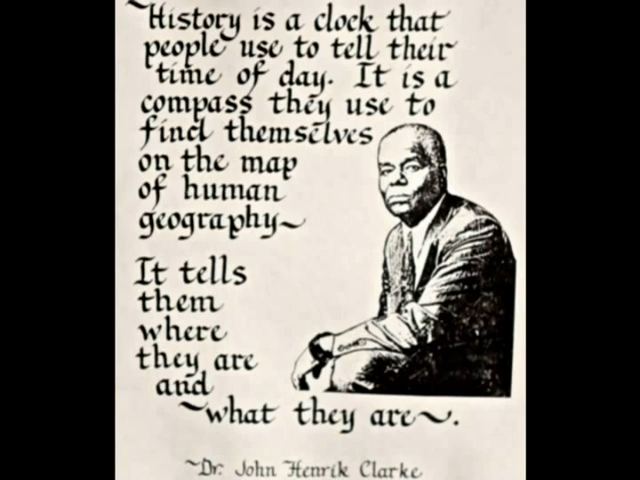 ~History is a clock that
people use to tell their
time of day. It is a
compass they use to
find themselves
on the map
of human
geography~
It tells
them
where
they are
and
~what they are~.
~Dr. John Henrik Clarke